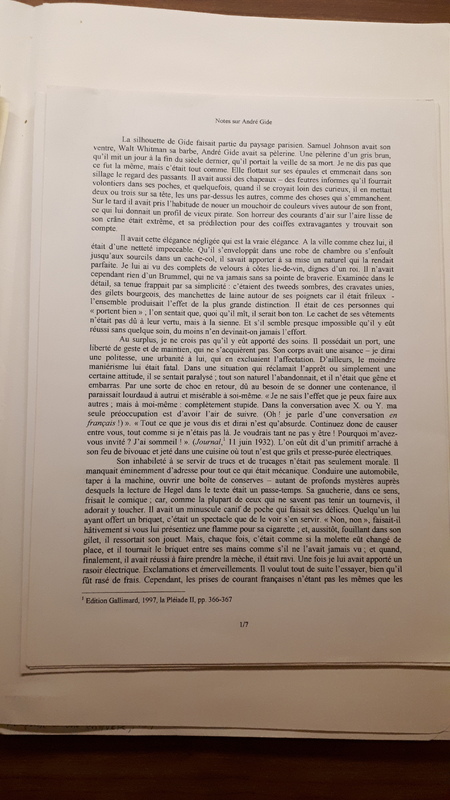 Notes sur André Gide
La silhouette de Gide faisait partie du paysage parisien. Samuel Johnson avait son
ventre, Walt Whitman sa barbe, André Gide avait sa pèlerine. Une pèlerine d'un gris brun,
qu'il mit un jour à la fin du siècle dernier, qu'il portait la veille de sa mort. Je ne dis pas que
ce fut la même, mais c'était tout comme. Elle flottait sur ses épaules et emmenait dans son
sillage le regard des passants. Il avait aussi des chapeaux – des feutres informes qu'il fourrait
volontiers dans ses poches, et quelquefois, quand il se croyait loin des curieux, il en mettait
deux ou trois sur sa tête, les uns par-dessus les autres, comme des choses qui s'emmanchent.
Sur le tard il avait pris l'habitude de nouer un mouchoir de couleurs vives autour de son front,
ce qui lui donnait un profil de vieux pirate. Son horreur des courants d'air sur l'aire lisse de
son crâne était extrême, et sa prédilection pour des coiffes extravagantes y trouvait son
compte.
Il avait cette élégance négligée qui est la vraie élégance. A la ville comme chez lui, il
était d'une netteté impeccable. Qu'il s'enveloppât dans une robe de chambre ou s'enfouît
jusqu'aux sourcils dans un cache-col, il savait apporter à sa mise un naturel qui la rendait
parfaite. Je lui ai vu des complets de velours à côtes lie-de-vin, dignes d'un roi. Il n'avait
cependant rien d'un Brummel, qui ne va jamais sans sa pointe de braverie. Examinée dans le
détail, sa tenue frappait par sa simplicité : c'étaient des tweeds sombres, des cravates unies,
des gilets bourgeois, des manchettes de laine autour de ses poignets car il était frileux -
l'ensemble produisait l'effet de la plus grande distinction. Il était de ces personnes qui
« portent bien » ; l'on sentait que, quoi qu'il mît, il serait bon ton. Le cachet de ses vêtements
n'était pas dû à leur vertu, mais à la sienne. Et s'il semble presque impossible qu'il y eût
réussi sans quelque soin, du moins n'en devinait-on jamais l'effort.
Au surplus, je ne crois pas qu'il y eût apporté des soins. Il possédait un port, une
liberté de geste et de maintien, qui ne s'acquièrent pas. Son corps avait une aisance – je dirai
une politesse, une urbanité à lui, qui en excluaient l'affectation. D'ailleurs, le moindre
maniérisme lui était fatal. Dans une situation qui réclamait l'apprêt ou simplement une
certaine attitude, il se sentait paralysé ; tout son naturel l'abandonnait, et il n'était que gêne et
embarras. Par une sorte de choc en retour, dû au besoin de se donner une contenance, il
paraissait lourdaud à autrui et misérable à soi-même. « Je ne sais l'effet que je peux faire aux
autres ; mais à moi-même : complètement stupide. Dans la conversation avec X. ou Y. ma
seule préoccupation est d'avoir l'air de suivre. (Oh ! je parle d'une conversation en
français !) ». « Tout ce que je vous dis et dirai n'est qu'absurde. Continuez donc de causer
entre vous, tout comme si je n'étais pas là. Je voudrais tant ne pas y être ! Pourquoi m'avez-
vous invité ? J'ai sommeil ! ». (Journal,¹ 11 juin 1932). L'on eût dit d'un primitif arraché à
son feu de bivouac et jeté dans une cuisine où tout n'est que grils et presse-purée électriques.
Son inhabileté à se servir de trucs et de trucages n'était pas seulement morale. Il
manquait éminemment d'adresse pour tout ce qui était mécanique. Conduire une automobile,
taper à la machine, ouvrir une boîte de conserves – autant de profonds mystères auprès
desquels la lecture de Hegel dans le texte était un passe-temps. Sa gaucherie, dans ce sens,
frisait le comique ; car, comme la plupart de ceux qui ne savent pas tenir un tournevis, il
adorait y toucher. Il avait un minuscule canif de poche qui faisait ses délices. Quelqu'un lui
ayant offert un briquet, c'était un spectacle que de le voir s'en servir. « Non, non », faisait-il
hâtivement si vous lui présentiez une flamme pour sa cigarette ; et, aussitôt, fouillant dans son
gilet, il ressortait son jouet. Mais, chaque fois, c'était comme si la molette eût changé de
place, et il tournait le briquet entre ses mains comme s'il ne l'avait jamais vu ; et quand,
finalement, il avait réussi à faire prendre la mèche, il était ravi. Une fois je lui avait apporté un
rasoir électrique. Exclamations et émerveillements. Il voulut tout de suite l'essayer, bien qu'il
fût rasé de frais. Cependant, les prises de courant françaises n'étant pas les mêmes que les
¹ Edition Gallimard, 1997, la Pléiade II, pp. 366-367
1/7